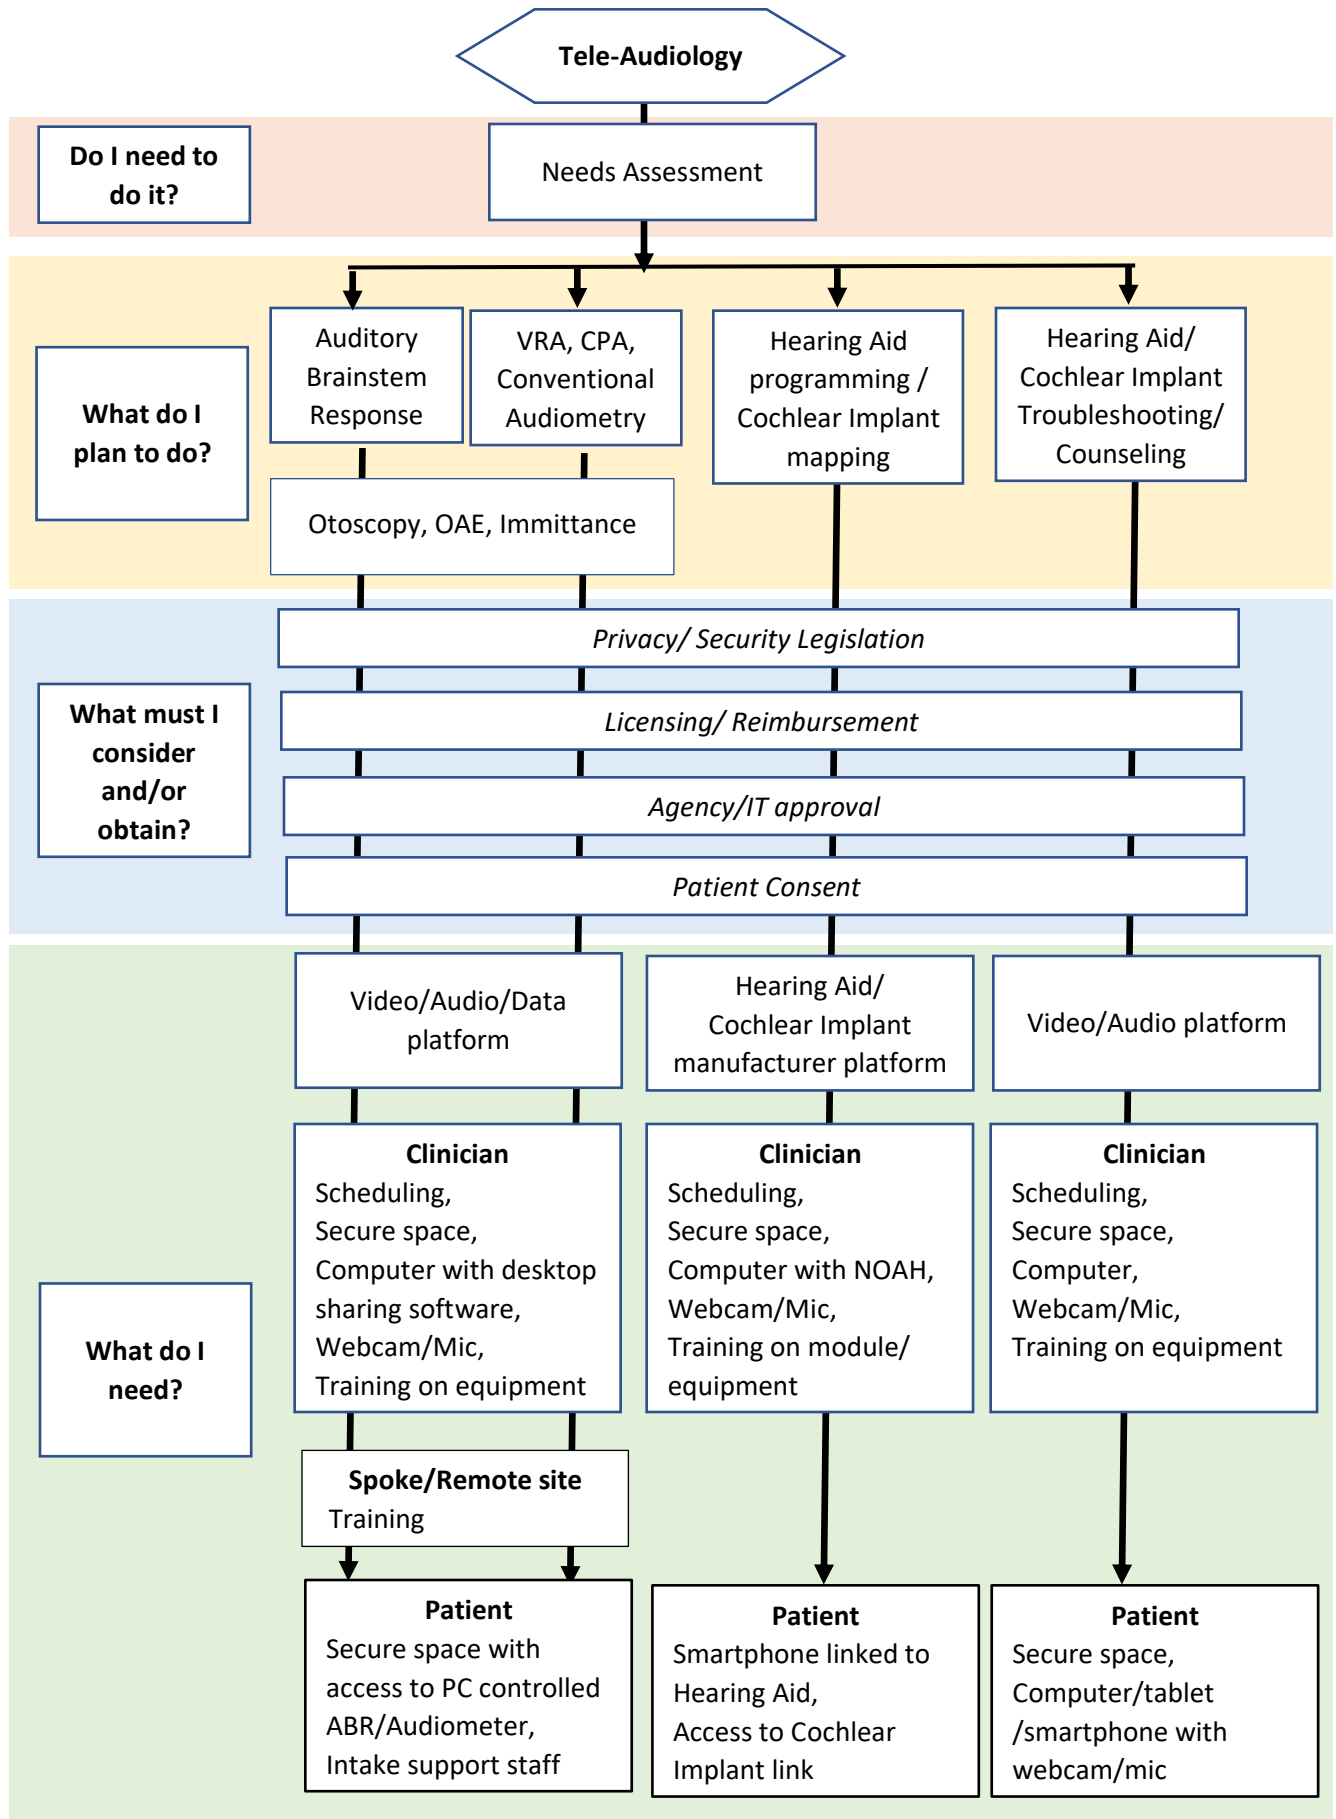 Tele-Audiology
Do I need to
do it?
Needs Assessment
What do I
plan to do?
Auditory
Brainstem
Response
VRA, CPA,
Conventional
Audiometry
Hearing Aid
programming /
Cochlear Implant
mapping
Hearing Aid/
Cochlear Implant
Troubleshooting/
Counseling
Otoscopy, OAE, Immittance
What must I
consider
and/or
obtain?
Privacy/ Security Legislation
Licensing/ Reimbursement
Agency/IT approval
Patient Consent
What do I
need?
Video/Audio/Data
platform
Hearing Aid/
Cochlear Implant
manufacturer platform
Video/Audio platform
Clinician
Scheduling,
Secure space,
Computer with desktop
sharing software,
Webcam/Mic,
Training on equipment
Clinician
Scheduling,
Secure space,
Computer with NOAH,
Webcam/Mic,
Training on module/
equipment
Clinician
Scheduling,
Secure space,
Computer,
Webcam/Mic,
Training on equipment
Spoke/Remote site
Training
Patient
Secure space with
access to PC controlled
ABR/Audiometer,
Intake support staff
Patient
Smartphone linked to
Hearing Aid,
Access to Cochlear
Implant link
Patient
Secure space,
Computer/tablet
/smartphone with
webcam/mic